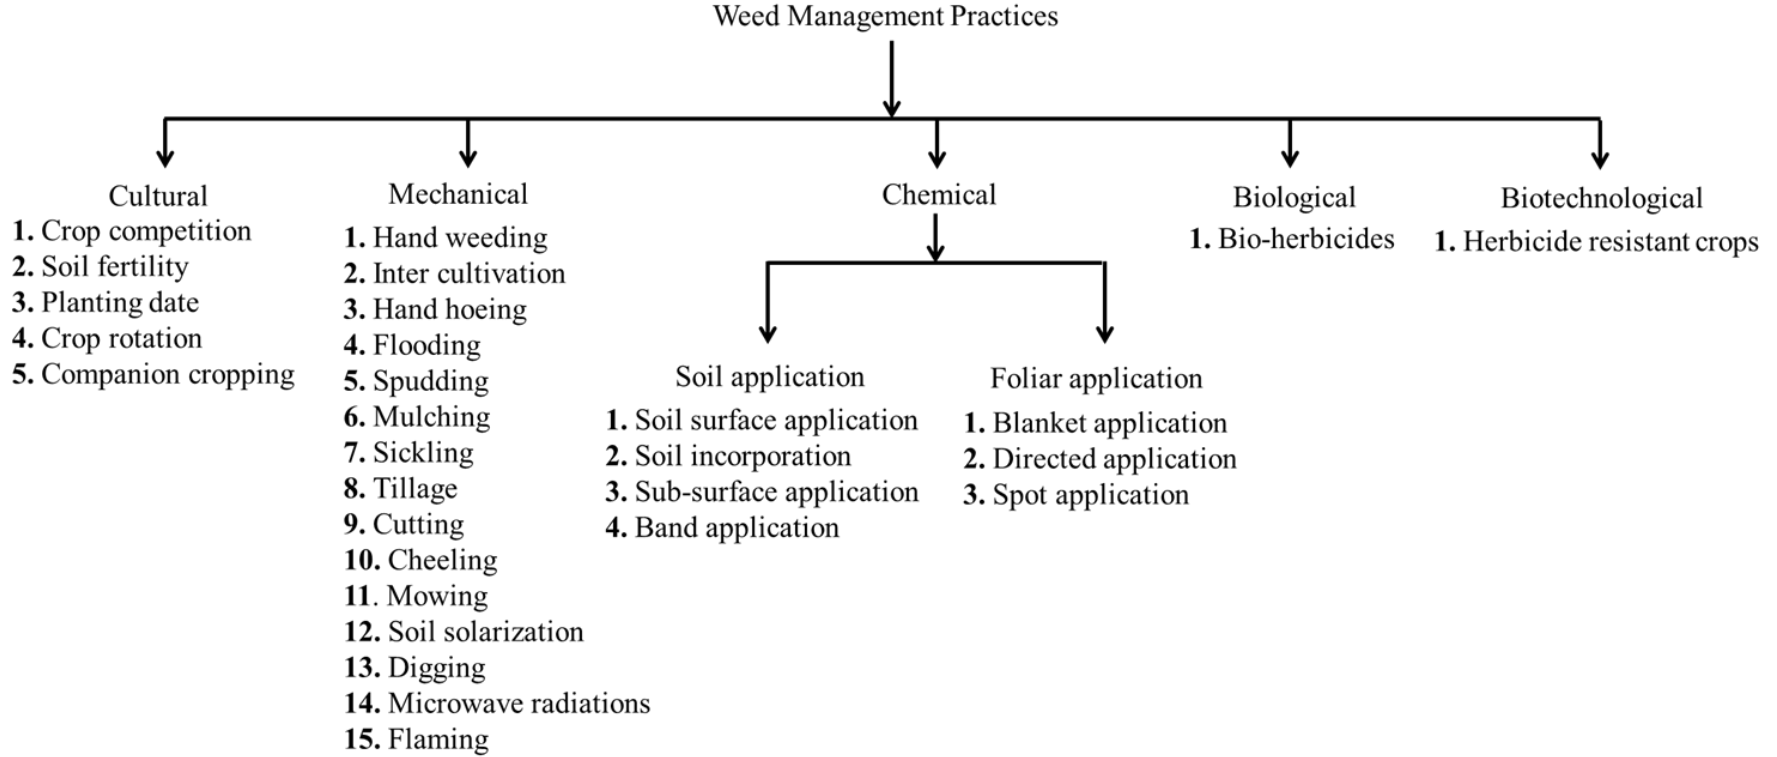 Weed Management Practices
Cultural
1. Crop competition
2. Soil fertility
3. Planting date
4. Crop rotation
5. Companion cropping
Mechanical
1. Hand weeding
2. Inter cultivation
3. Hand hoeing
4. Flooding
5. Spudding
6. Mulching
7. Sickling
8. Tillage
9. Cutting
10. Cheeling
11. Mowing
12. Soil solarization
13. Digging
14. Microwave radiations
15. Flaming
Chemical
Soil application
1. Soil surface application
2. Soil incorporation
3. Sub-surface application
4. Band application
Foliar application
1. Blanket application
2. Directed application
3. Spot application
Biological
1. Bio-herbicides
Biotechnological
1. Herbicide resistant crops